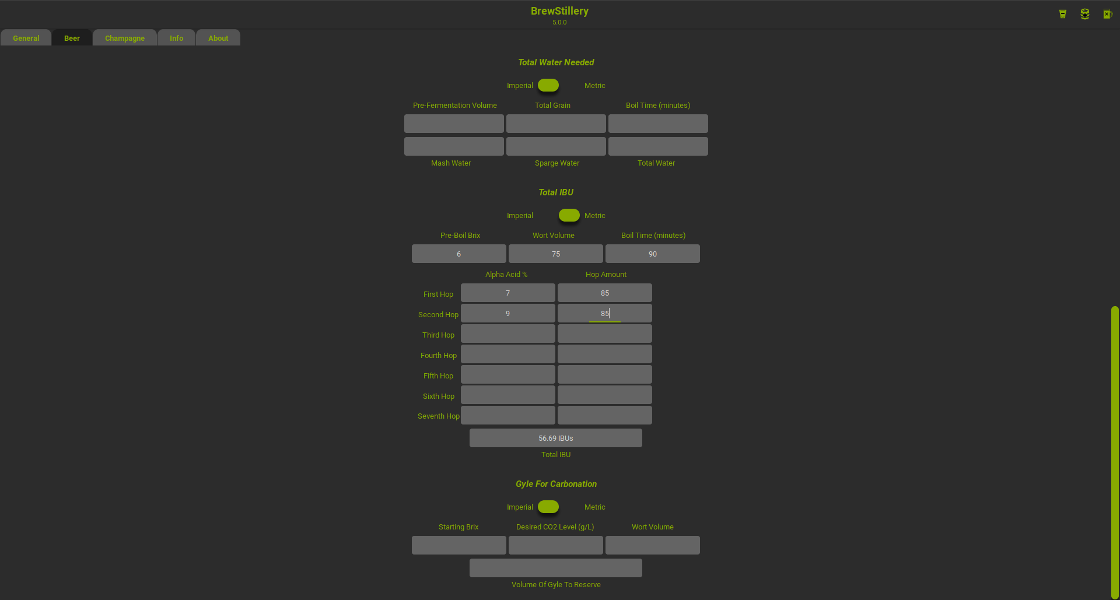 BrewStillery
6.0.0
General Beer Champagne Info About
Total Water Needed
Imperial Metric
Pre-Fermentation Volume Total Grain Boil Time (minutes)
Mash Water Sparge Water Total Water
Total IBU
Imperial Metric
Pre-Boil Brix Wort Volume Boil Time (minutes)
6 75 90
Alpha Acid % Hop Amount
First Hop 7 85
Second Hop 9 85
Third Hop
Fourth Hop
Fifth Hop
Sixth Hop
Seventh Hop
56.69 IBUs
Total IBU
Gyle For Carbonation
Imperial Metric
Starting Brix Desired CO2 Level (g/L) Wort Volume
Volume Of Gyle To Reserve